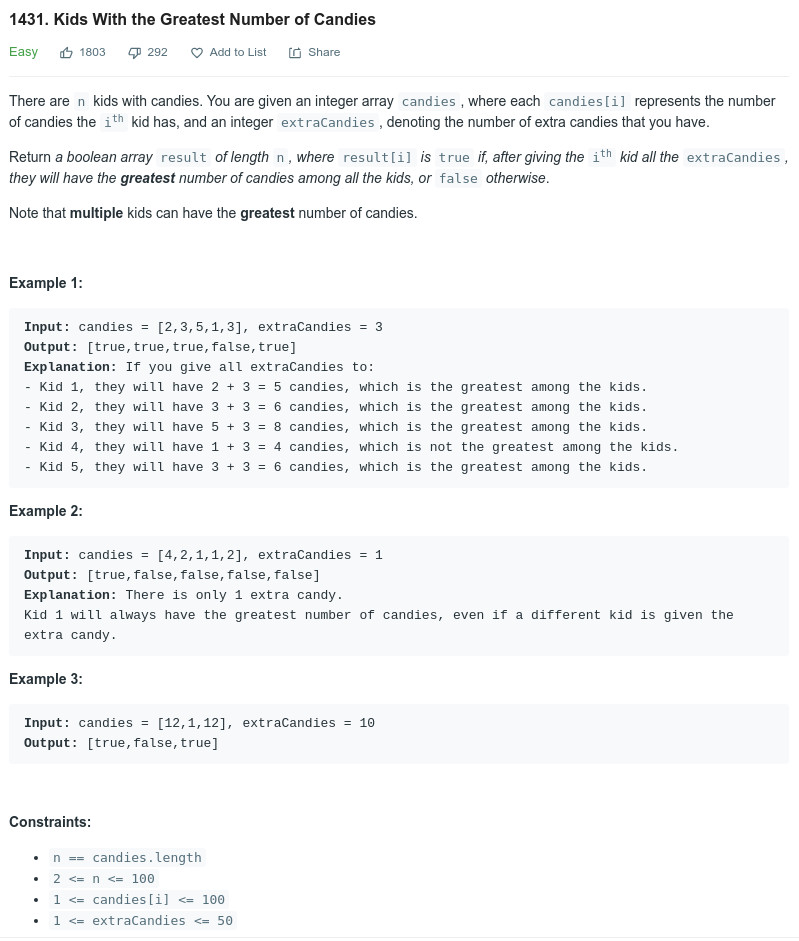 1431. Kids With the Greatest Number of Candies
Easy 1803 292 Add to List Share
There are n kids with candies. You are given an integer array candies , where each candies[i] represents the number
of candies the ith kid has, and an integer extraCandies , denoting the number of extra candies that you have.
Return a boolean array result of length n , where result[i] is true if, after giving the ith kid all the extraCandies ,
they will have the greatest number of candies among all the kids, or false otherwise.
Note that multiple kids can have the greatest number of candies.
Example 1:
Input: candies = [2,3,5,1,3], extraCandies = 3
Output: [true,true,true,false,true]
Explanation: If you give all extraCandies to:
- Kid 1, they will have 2 + 3 = 5 candies, which is the greatest among the kids.
- Kid 2, they will have 3 + 3 = 6 candies, which is the greatest among the kids.
- Kid 3, they will have 5 + 3 = 8 candies, which is the greatest among the kids.
- Kid 4, they will have 1 + 3 = 4 candies, which is not the greatest among the kids.
- Kid 5, they will have 3 + 3 = 6 candies, which is the greatest among the kids.
Example 2:
Input: candies = [4,2,1,1,2], extraCandies = 1
Output: [true,false,false,false,false]
Explanation: There is only 1 extra candy.
Kid 1 will always have the greatest number of candies, even if a different kid is given the
extra candy.
Example 3:
Input: candies = [12,1,12], extraCandies = 10
Output: [true,false,true]
Constraints:
• n == candies.length
• 2 <= n <= 100
• 1 <= candies[i] <= 100
• 1 <= extraCandies <= 50